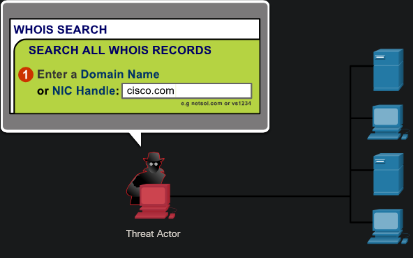 WHOIS SEARCH
SEARCH ALL WHOIS RECORDS
1 Enter a Domain Name
or NIC Handle: cisco.com
e.g netsol.com or vs1234
Threat Actor